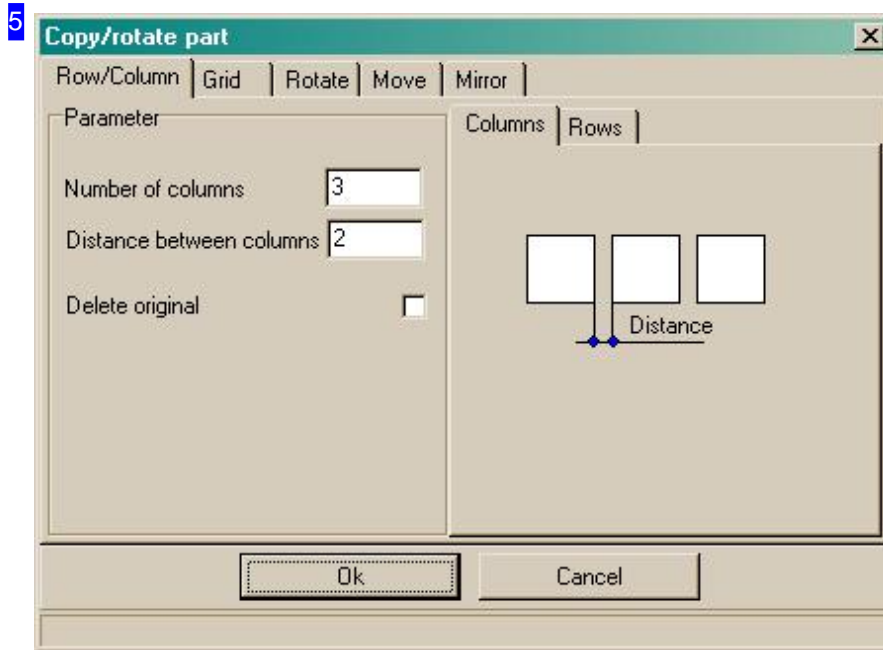 5
Copy/rotate part
Row/Column Grid Rotate Move Mirror
Parameter
Columns Rows
Number of columns 3
Distance between columns 2
Delete original
Distance
Ok Cancel